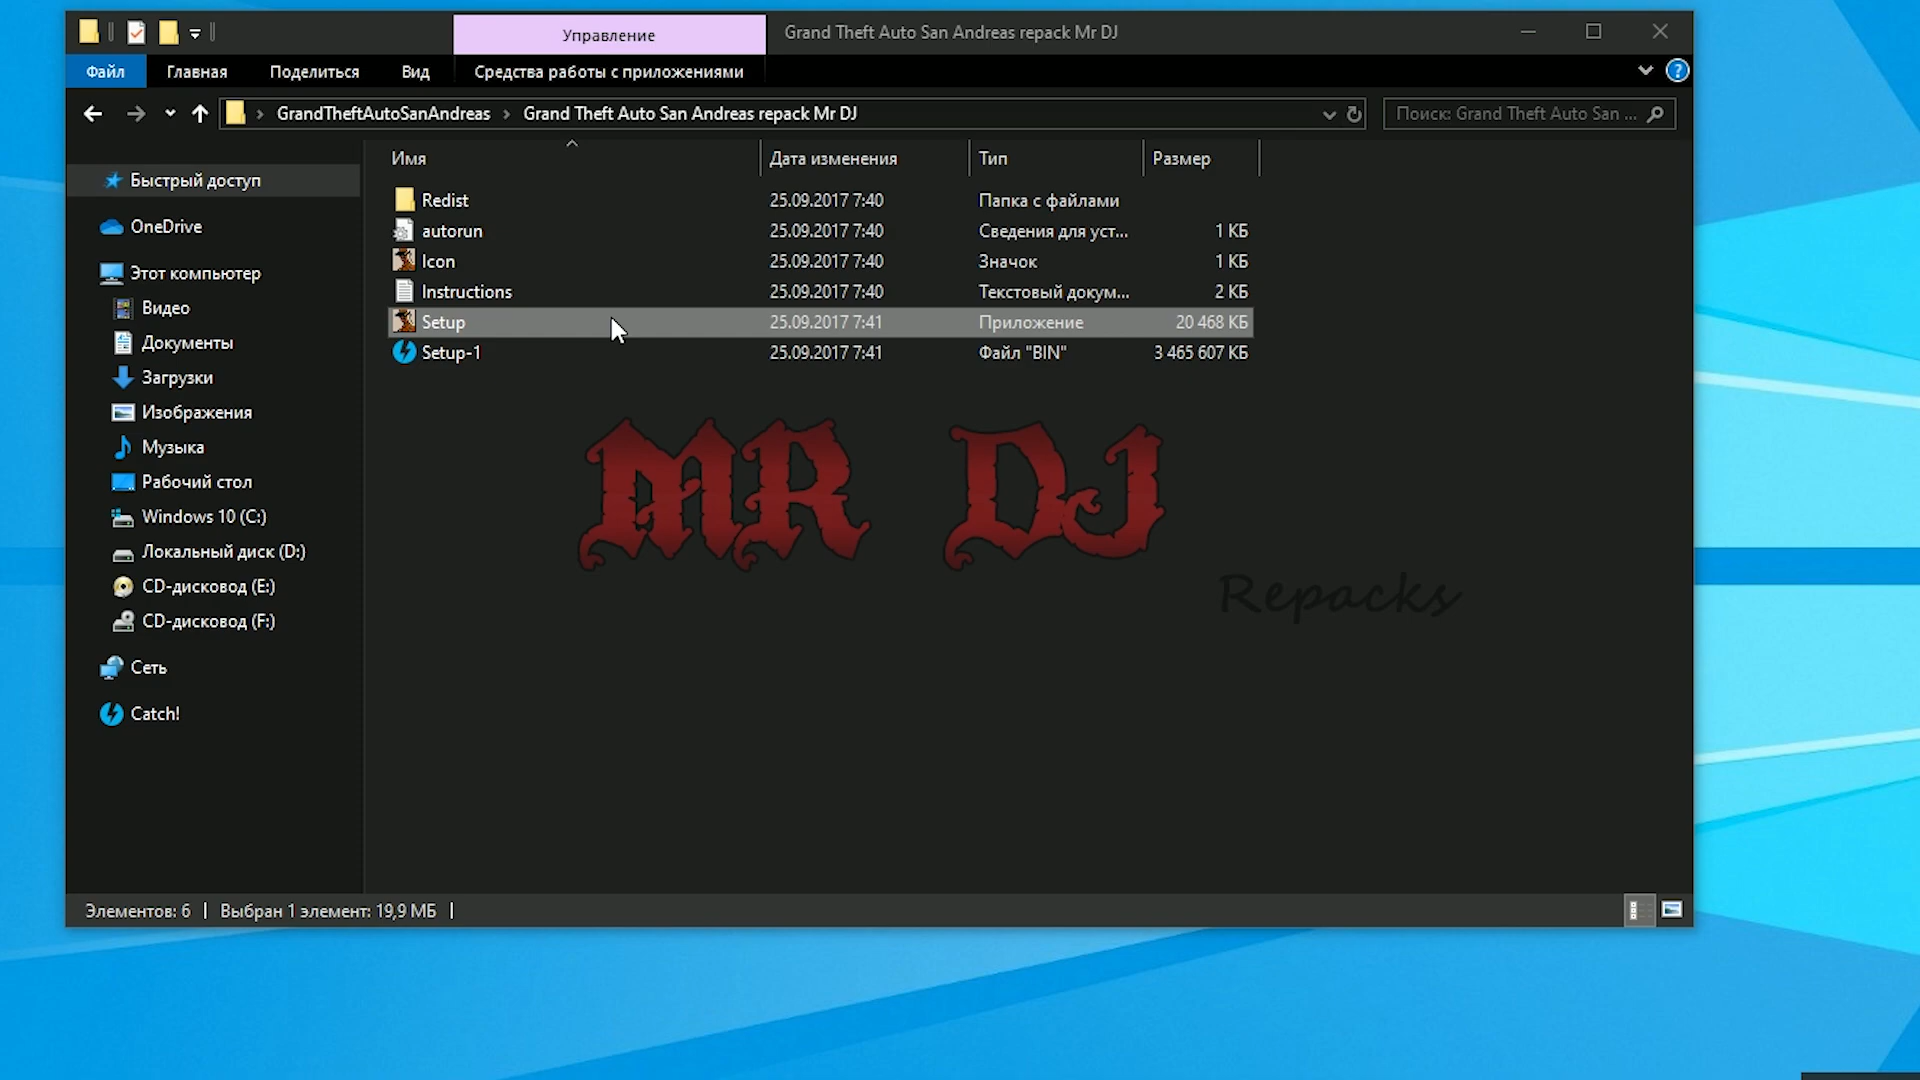 Управление
Grand Theft Auto San Andreas repack Mr DJ
Файл
Главная
Поделиться
Вид
Средства работы с приложениями
GrandTheftAutoSanAndreas
Grand Theft Auto San Andreas repack Mr DJ
Поиск: Grand Theft Auto San ...
Имя
Дата изменения
Тип
Размер
Быстрый доступ
OneDrive
Этот компьютер
Видео
Документы
Загрузки
Изображения
Музыка
Рабочий стол
Windows 10 (C:)
Локальный диск (D:)
CD-дисковод (E:)
CD-дисковод (F:)
Сеть
Catch!
Redist 25.09.2017 7:40 Папка с файлами
autorun 25.09.2017 7:40 Сведения для уст... 1 КБ
Icon 25.09.2017 7:40 Значок 1 КБ
Instructions 25.09.2017 7:40 Текстовый докум... 2 КБ
Setup 25.09.2017 7:41 Приложение 20 468 КБ
Setup-1 25.09.2017 7:41 Файл "BIN" 3 465 607 КБ
MR DJ
Repacks
Элементов: 6
Выбран 1 элемент: 19,9 МБ